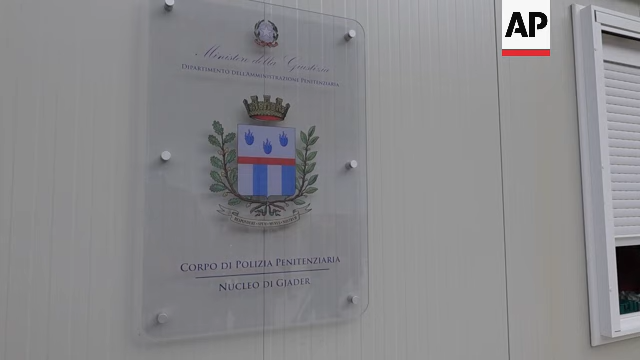 AP
Ministero della Giustizia
DIPARTIMENTO DELL'AMMINISTRAZIONE PENITENZIARIA
CORPO DI POLIZIA PENITENZIARIA
NUCLEO DI GJADER